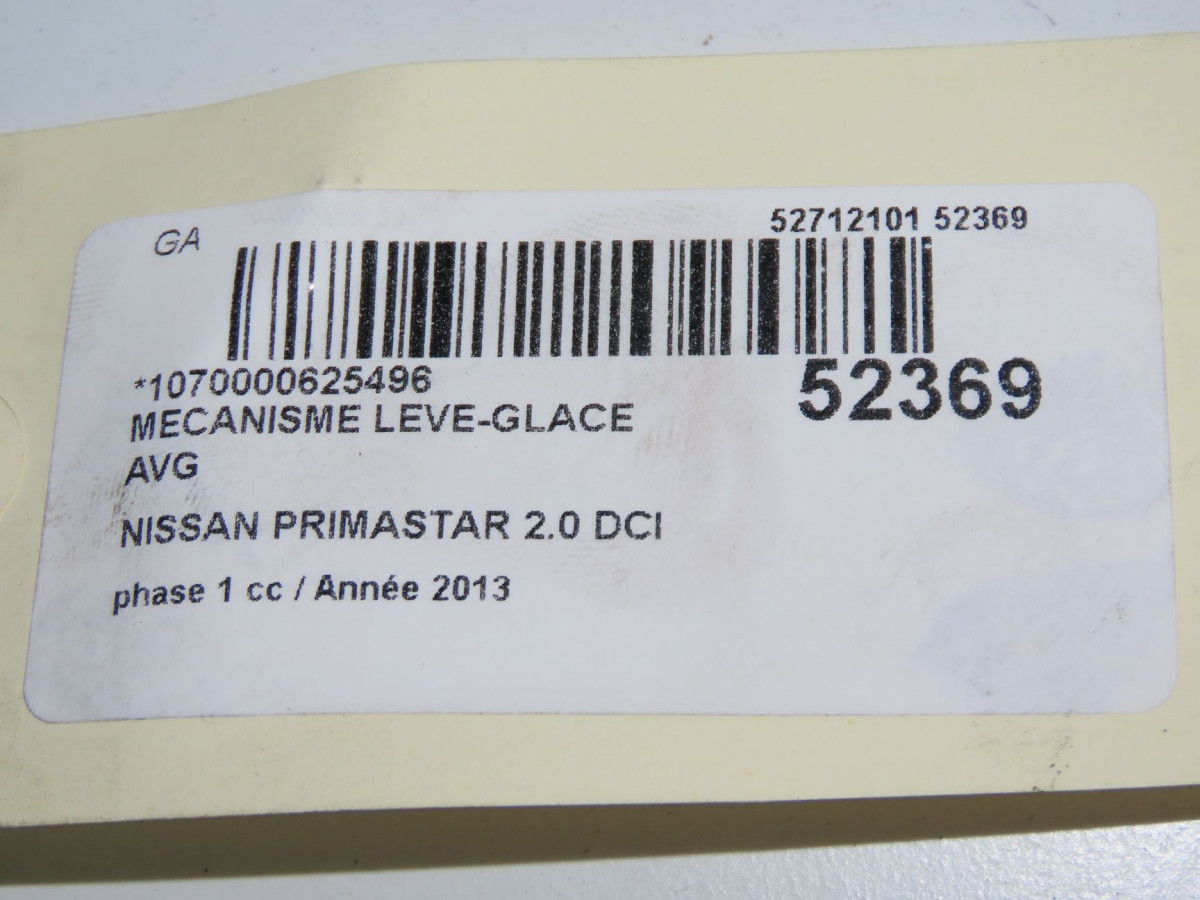 GA
52712101 52369
*1070000625496
52369
MECANISME LEVE-GLACE
AVG
NISSAN PRIMASTAR 2.0 DCI
phase 1 cc / Année 2013